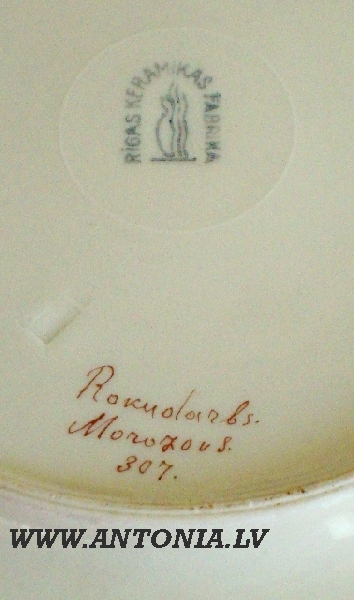 RĪGAS KERAMIKAS FABRIKA
Rokudarbs.
Morozovs.
307.
WWW.ANTONIA.LV